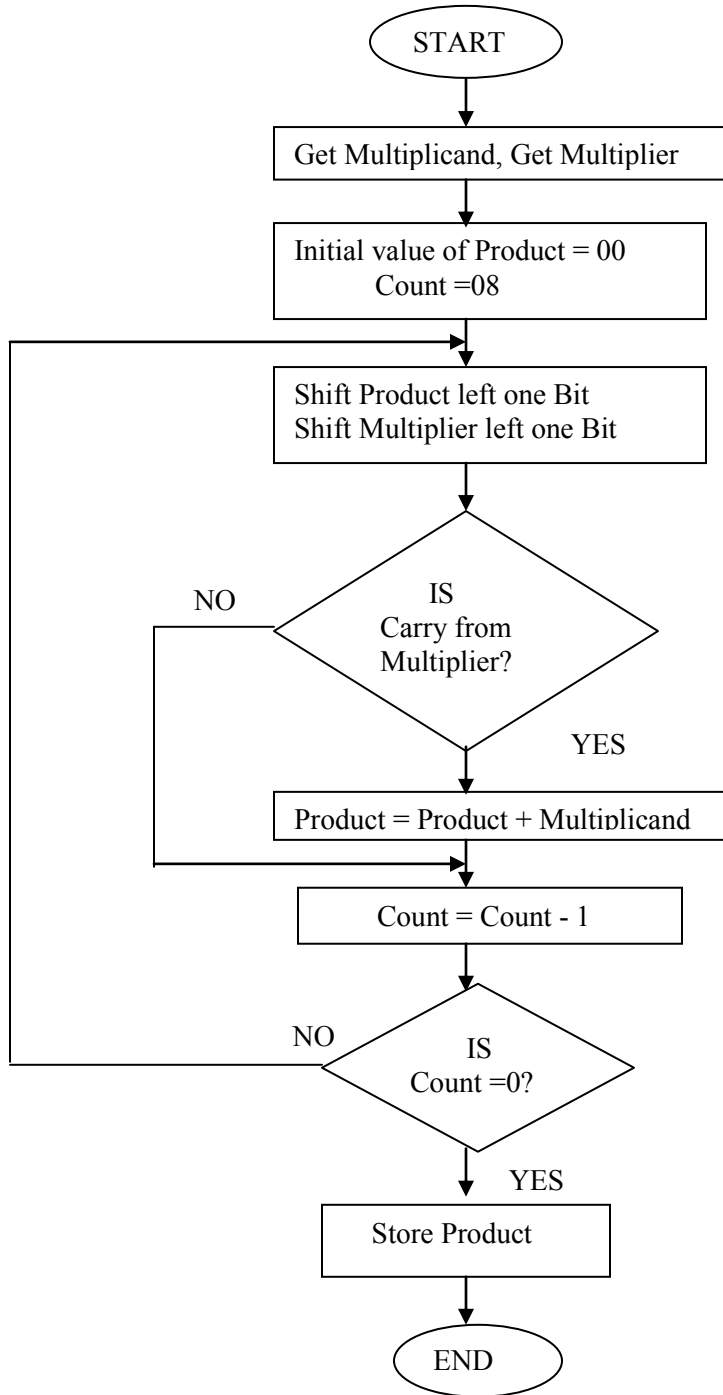 START
Get Multiplicand, Get Multiplier
Initial value of Product = 00
Count =08
Shift Product left one Bit
Shift Multiplier left one Bit
NO
IS
Carry from
Multiplier?
YES
Product = Product + Multiplicand
Count = Count - 1
NO
IS
Count =0?
YES
Store Product
END